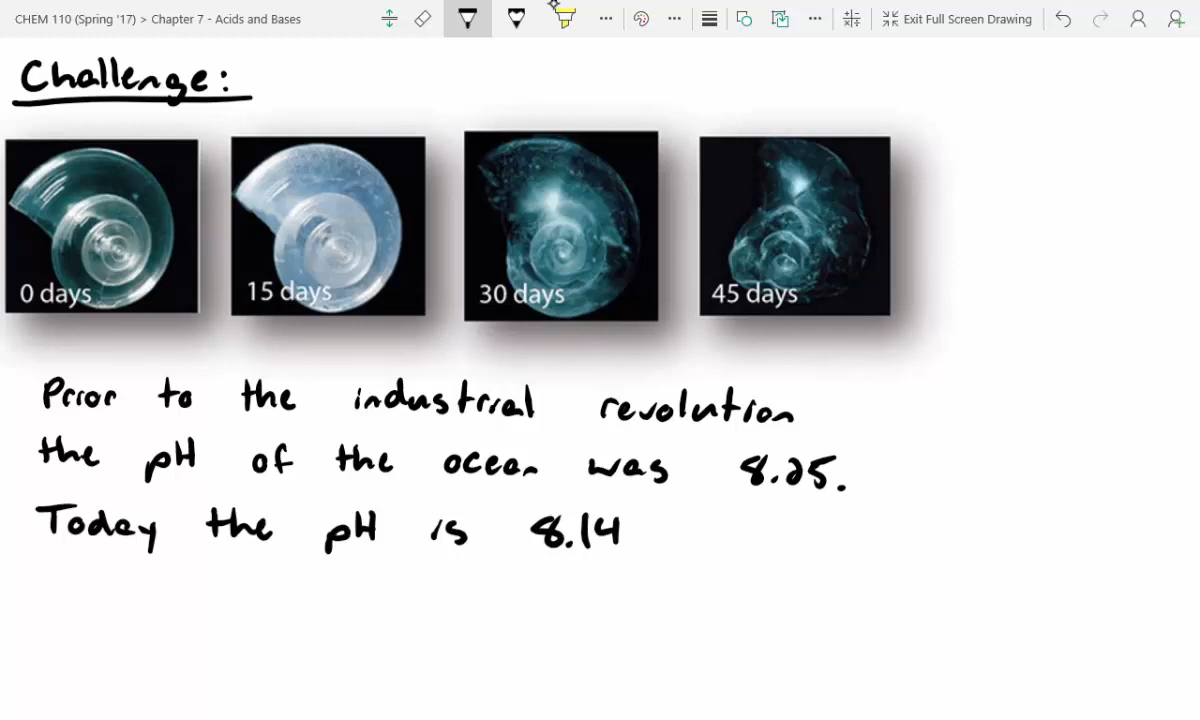 CHEM 110 (Spring '17) > Chapter 7 - Acids and Bases
Exit Full Screen Drawing
Challenge:
0 days
15 days
30 days
45 days
Prior to the industrial revolution
the pH of the ocean was 8.25.
Today the pH is 8.14